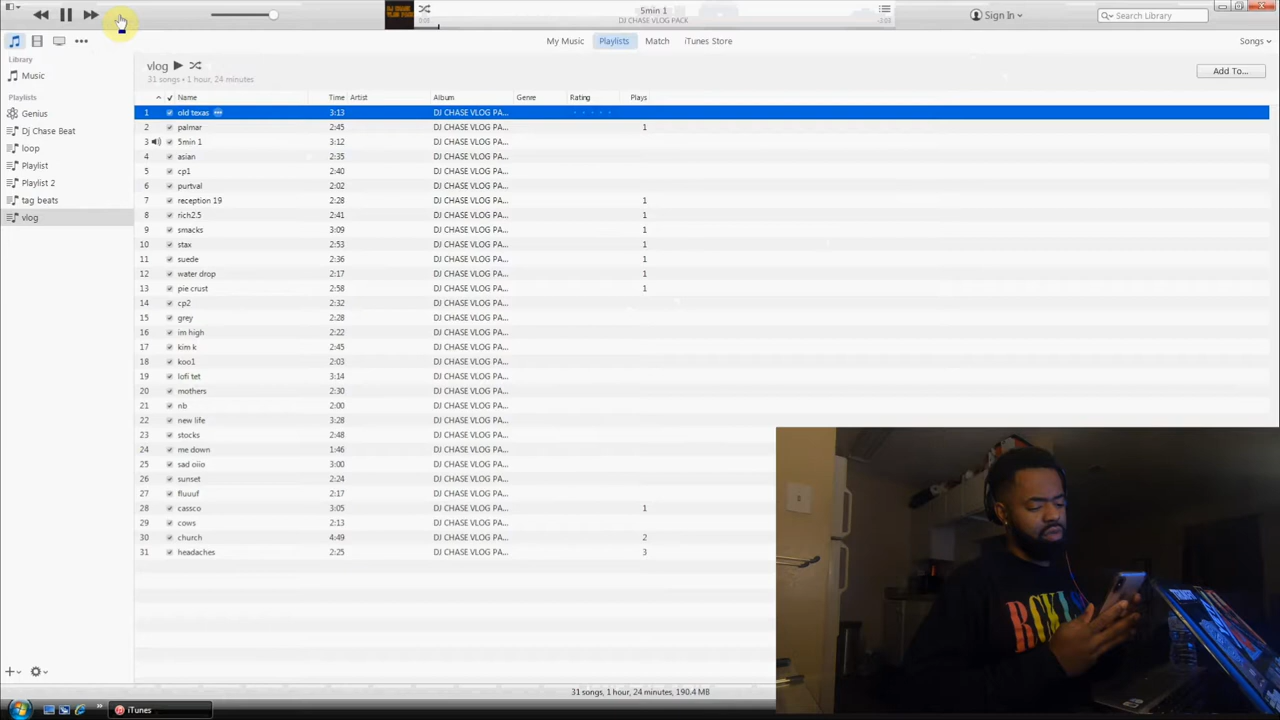 5min 1
DJ CHASE VLOG PACK
0:08
-3:03
Sign In
Search Library
My Music Playlists Match iTunes Store
Songs
Library
Music
Playlists
Genius
Dj Chase Beat
loop
Playlist
Playlist 2
tag beats
vlog
vlog
31 songs • 1 hour, 24 minutes
Add To...
Name Time Artist Album Genre Rating Plays
1 old texas 3:13 DJ CHASE VLOG PA...
2 palmar 2:45 DJ CHASE VLOG PA... 1
3 5min 1 3:12 DJ CHASE VLOG PA...
4 asian 2:35 DJ CHASE VLOG PA...
5 cp1 2:40 DJ CHASE VLOG PA...
6 purtval 2:02 DJ CHASE VLOG PA...
7 reception 19 2:28 DJ CHASE VLOG PA... 1
8 rich2.5 2:41 DJ CHASE VLOG PA... 1
9 smacks 3:09 DJ CHASE VLOG PA... 1
10 stax 2:53 DJ CHASE VLOG PA... 1
11 suede 2:36 DJ CHASE VLOG PA... 1
12 water drop 2:17 DJ CHASE VLOG PA... 1
13 pie crust 2:58 DJ CHASE VLOG PA... 1
14 cp2 2:32 DJ CHASE VLOG PA...
15 grey 2:28 DJ CHASE VLOG PA...
16 im high 2:22 DJ CHASE VLOG PA...
17 kim k 2:45 DJ CHASE VLOG PA...
18 koo1 2:03 DJ CHASE VLOG PA...
19 lofi tet 3:14 DJ CHASE VLOG PA...
20 mothers 2:30 DJ CHASE VLOG PA...
21 nb 2:00 DJ CHASE VLOG PA...
22 new life 3:28 DJ CHASE VLOG PA...
23 stocks 2:48 DJ CHASE VLOG PA...
24 me down 1:46 DJ CHASE VLOG PA...
25 sad oiio 3:00 DJ CHASE VLOG PA...
26 sunset 2:24 DJ CHASE VLOG PA...
27 fluuuf 2:17 DJ CHASE VLOG PA...
28 cassco 3:05 DJ CHASE VLOG PA... 1
29 cows 2:13 DJ CHASE VLOG PA...
30 church 4:49 DJ CHASE VLOG PA... 2
31 headaches 2:25 DJ CHASE VLOG PA... 3
31 songs, 1 hour, 24 minutes, 190.4 MB
iTunes